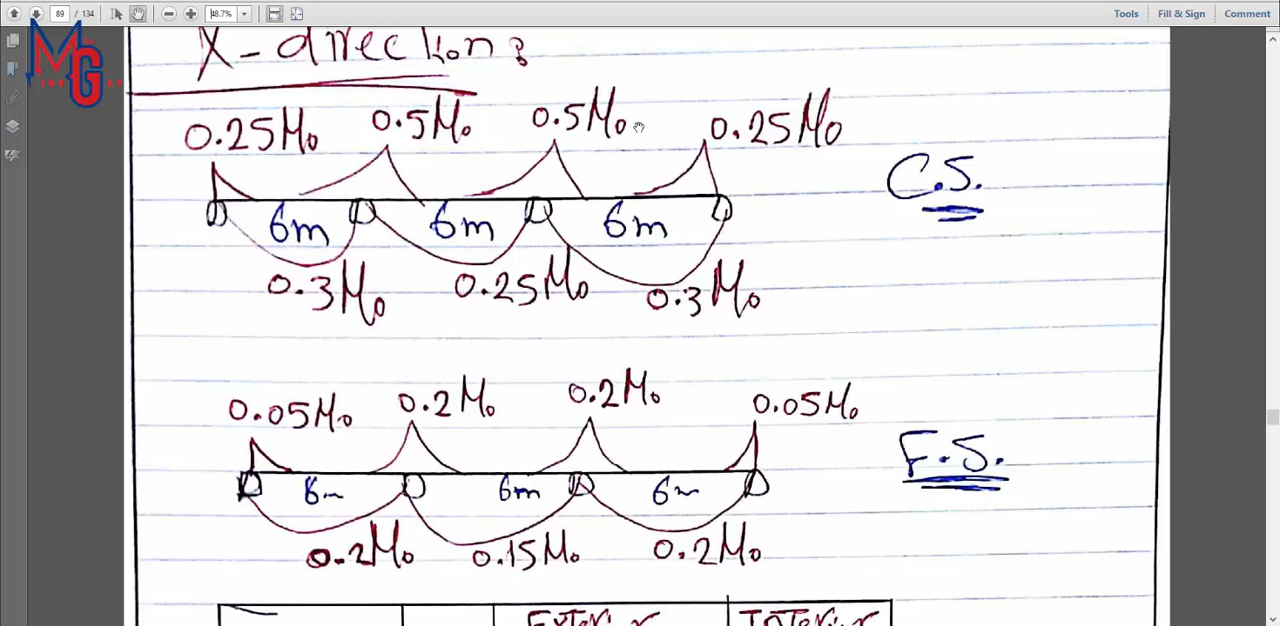 89 / 134
48.7%
Tools
Fill & Sign
Comment
MG
X-direction:
0.25M₀ 0.5M₀ 0.5M₀ 0.25M₀
C.S.
6m 6m 6m
0.3M₀ 0.25M₀ 0.3M₀
0.05M₀ 0.2M₀ 0.2M₀ 0.05M₀
F.S.
6m 6m 6m
0.2M₀ 0.15M₀ 0.2M₀